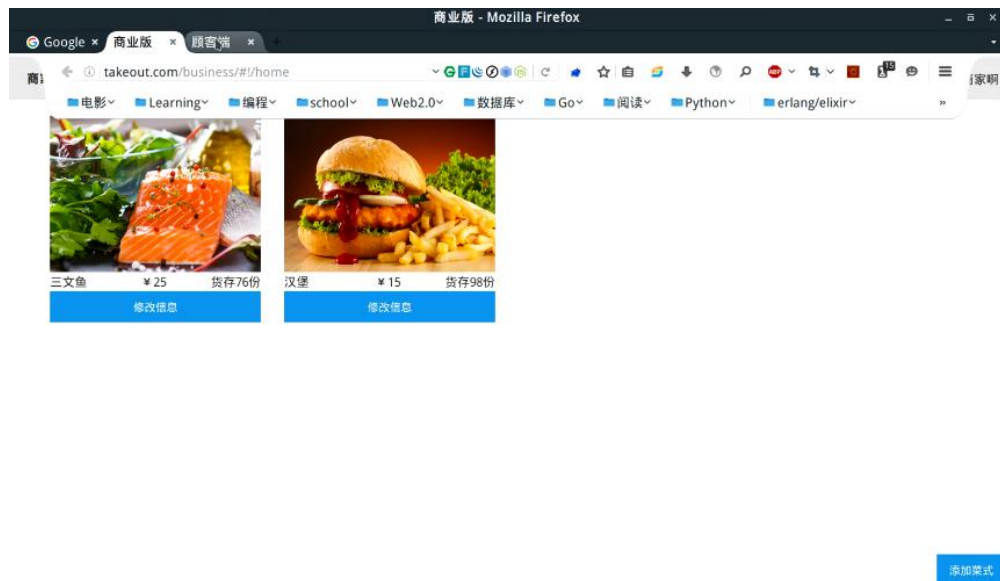 商业版 - Mozilla Firefox
Google × 商业版 × 顾客端 ×
takeout.com/business/#!/home
ABP 15
电影 Learning 编程 school Web2.0 数据库 Go 阅读 Python erlang/elixir »
三文鱼 ¥ 25 货存76份
汉堡 ¥ 15 货存98份
修改信息 修改信息
添加菜式